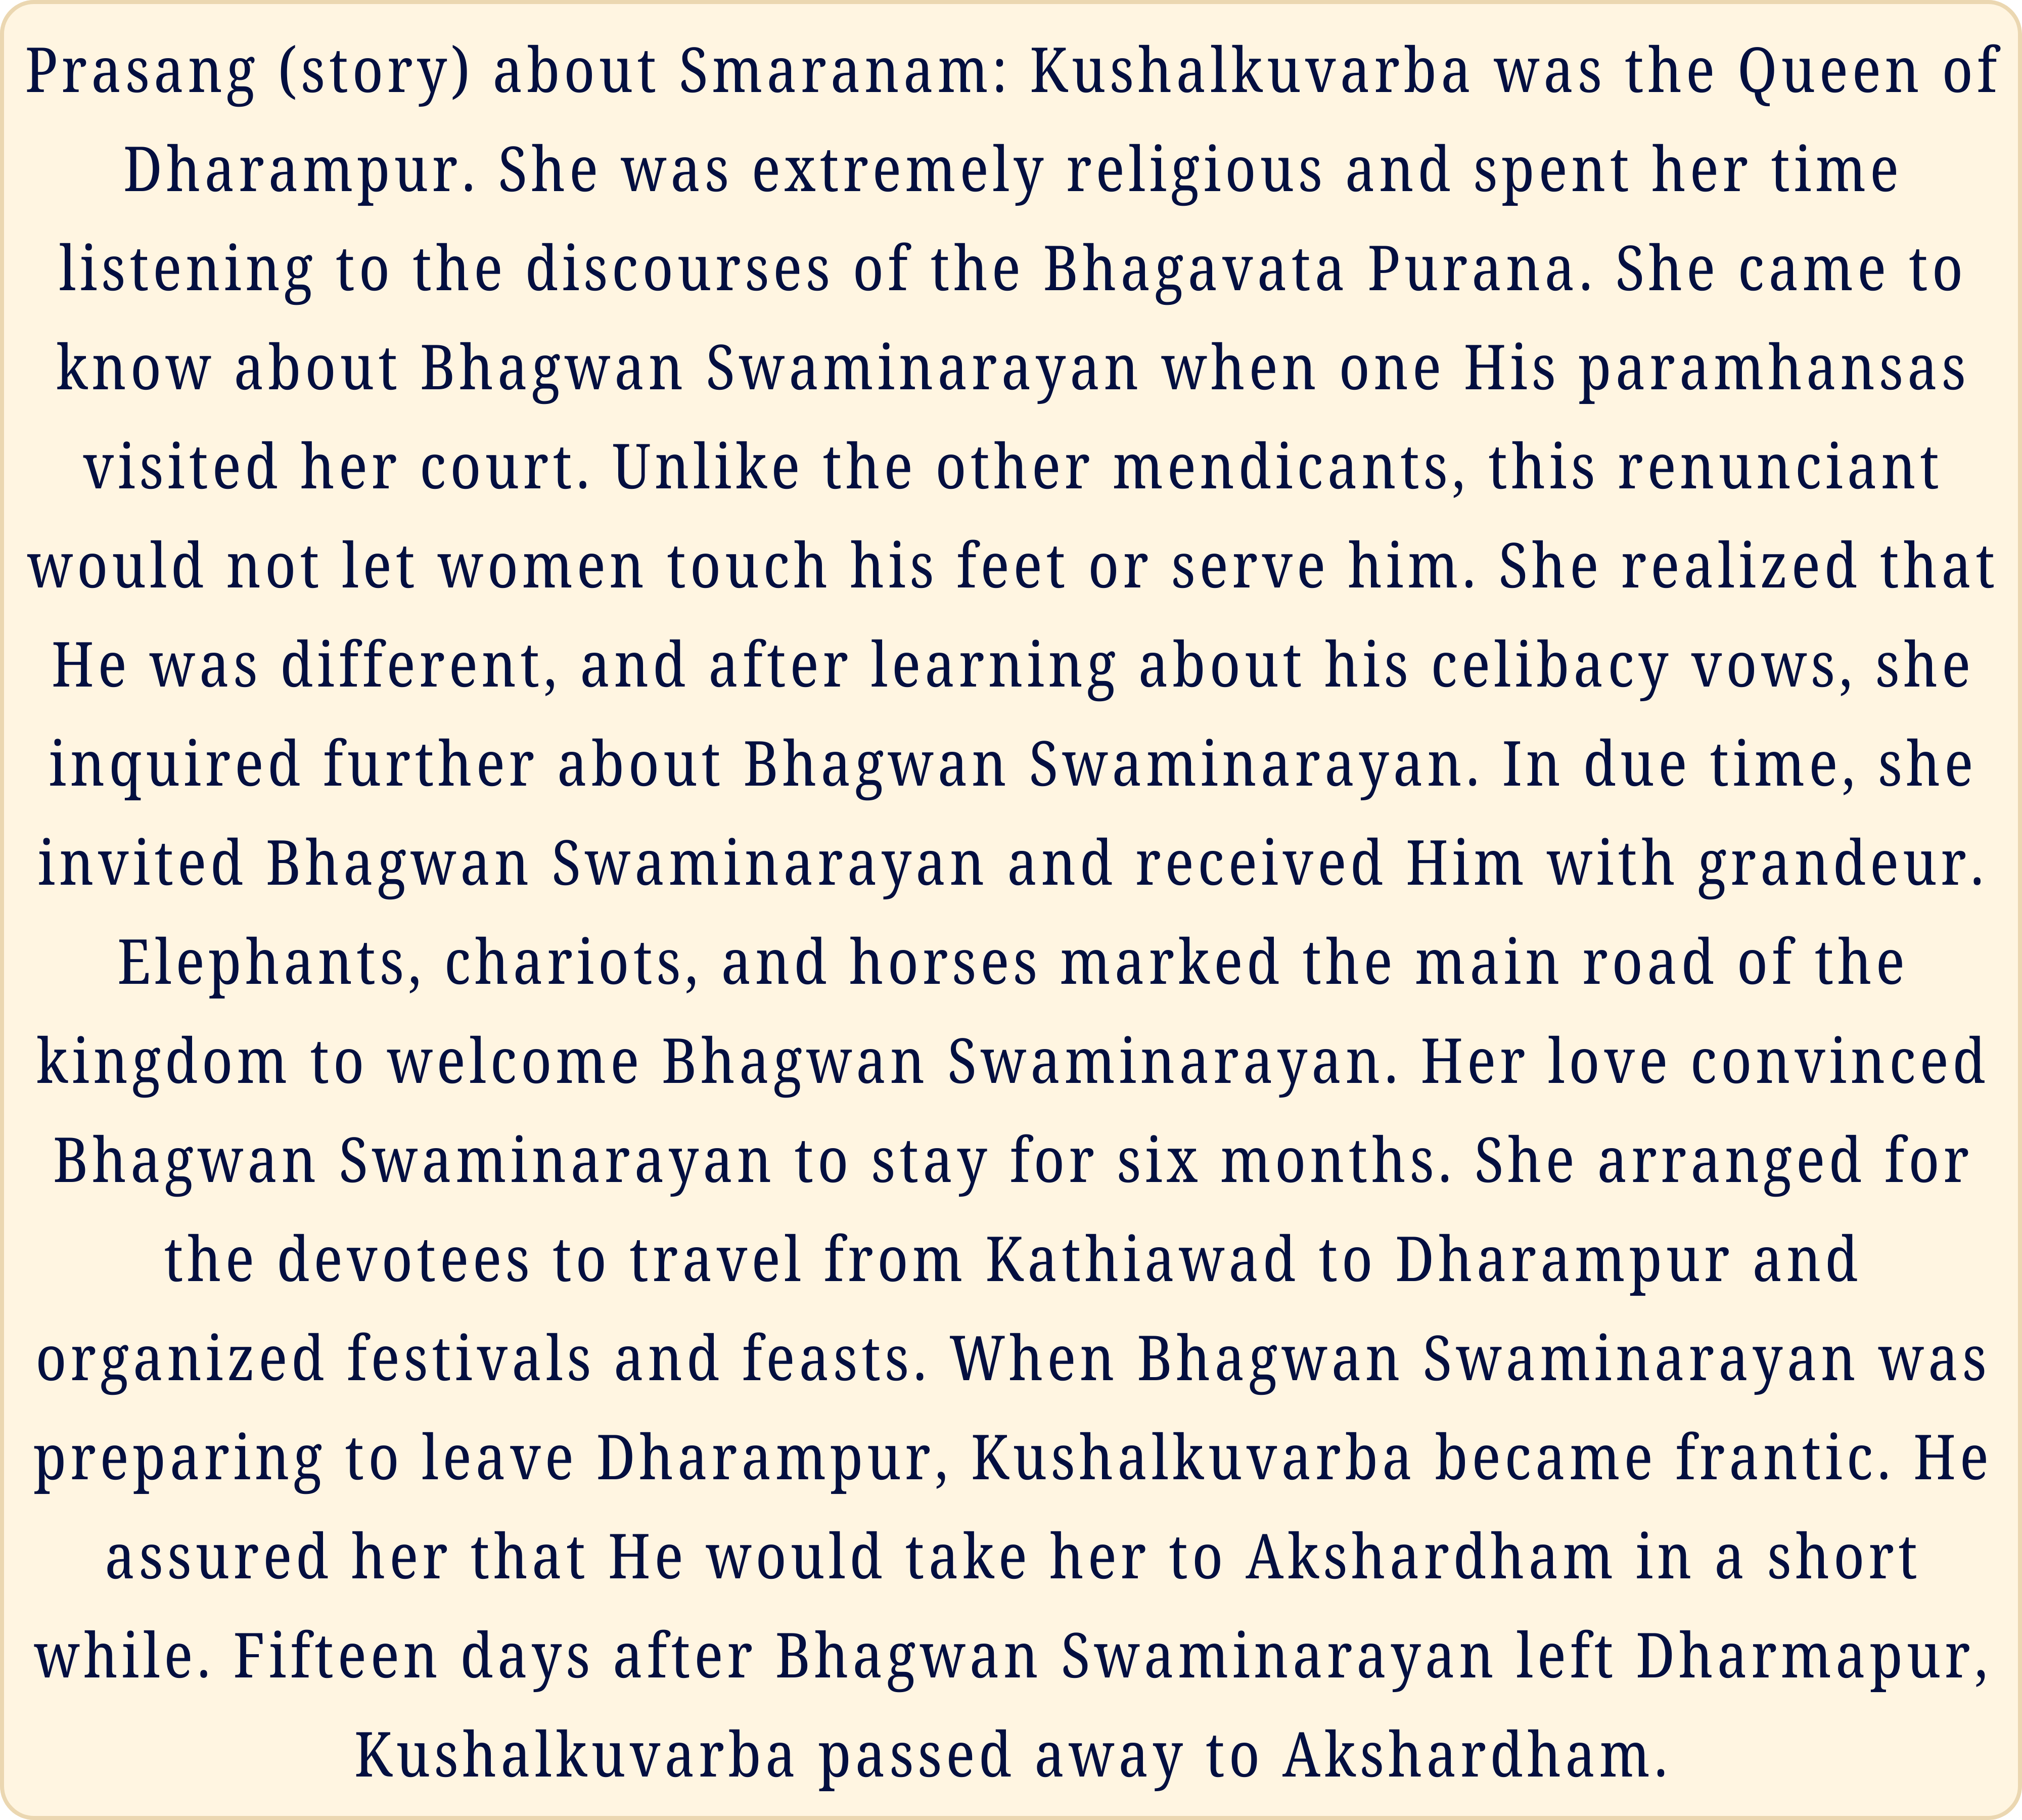 Prasang (story) about Smaranam: Kushalkuvarba was the Queen of
Dharampur. She was extremely religious and spent her time
listening to the discourses of the Bhagavata Purana. She came to
know about Bhagwan Swaminarayan when one His paramhansas
visited her court. Unlike the other mendicants, this renunciant
would not let women touch his feet or serve him. She realized that
He was different, and after learning about his celibacy vows, she
inquired further about Bhagwan Swaminarayan. In due time, she
invited Bhagwan Swaminarayan and received Him with grandeur.
Elephants, chariots, and horses marked the main road of the
kingdom to welcome Bhagwan Swaminarayan. Her love convinced
Bhagwan Swaminarayan to stay for six months. She arranged for
the devotees to travel from Kathiawad to Dharampur and
organized festivals and feasts. When Bhagwan Swaminarayan was
preparing to leave Dharampur, Kushalkuvarba became frantic. He
assured her that He would take her to Akshardham in a short
while. Fifteen days after Bhagwan Swaminarayan left Dharmapur,
Kushalkuvarba passed away to Akshardham.